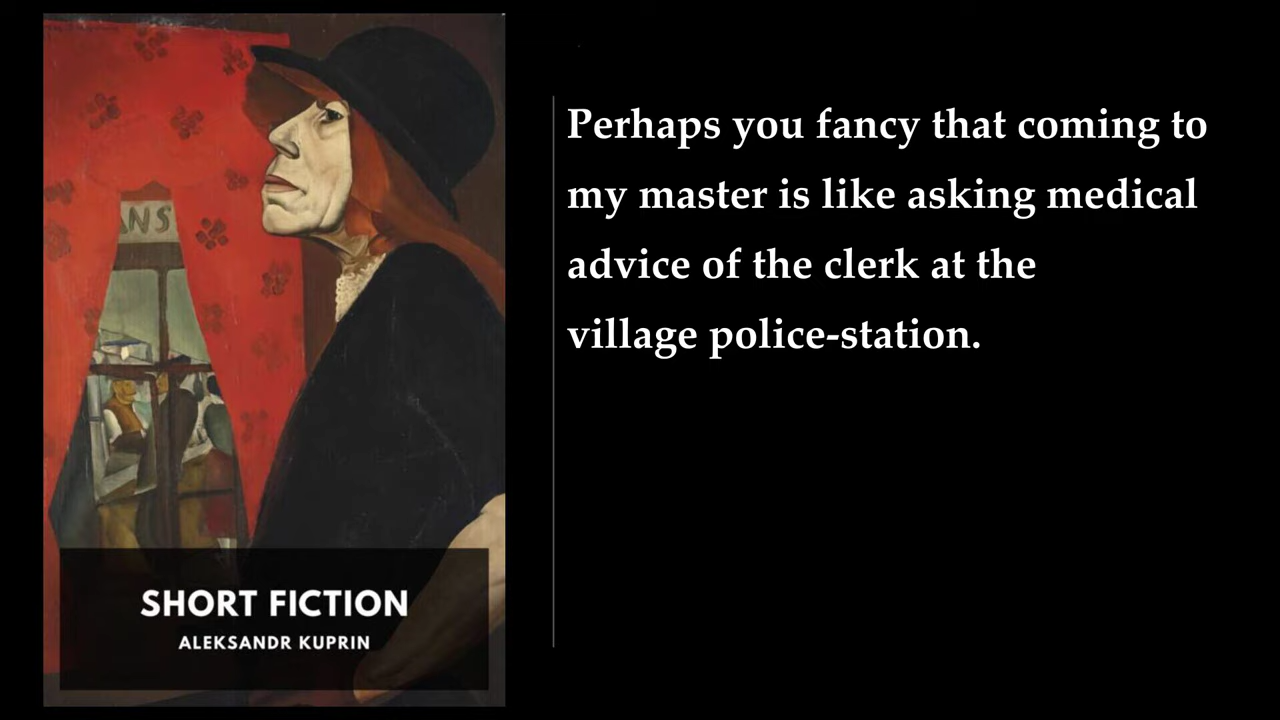 Perhaps you fancy that coming to
my master is like asking medical
advice of the clerk at the
village police-station.
ANS
SHORT FICTION
ALEKSANDR KUPRIN